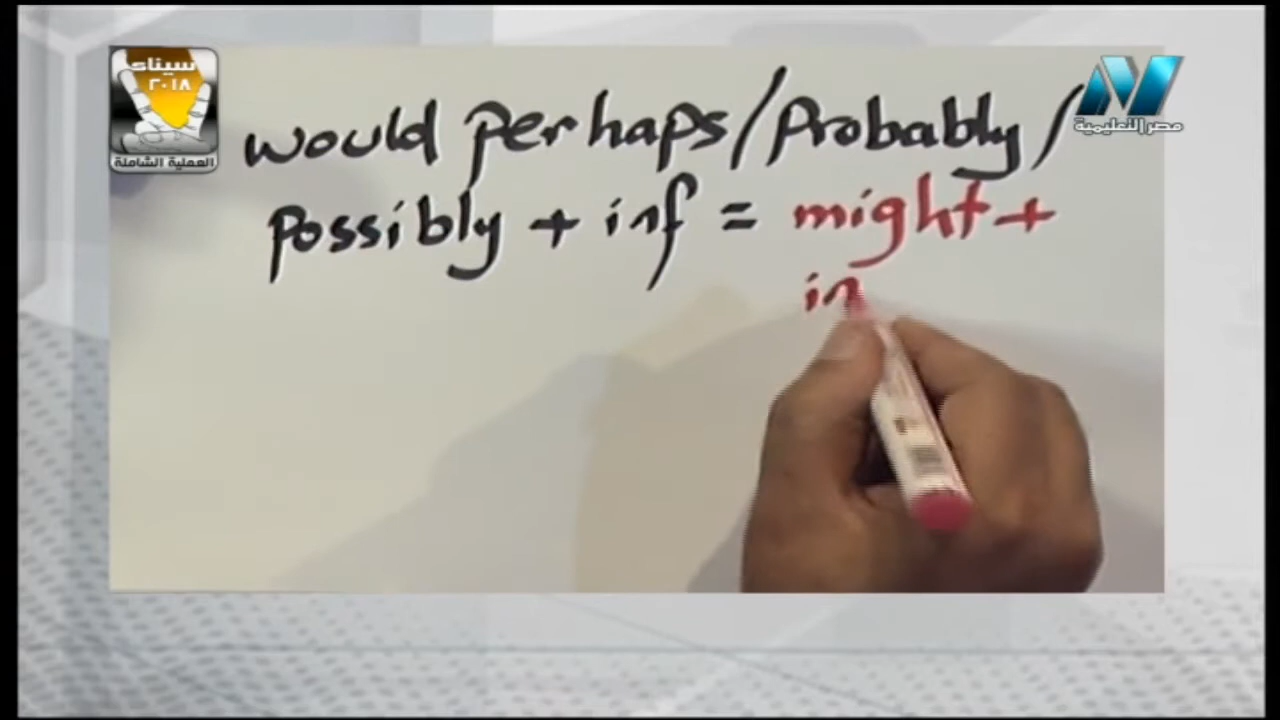 سيناء
٢٠١٨
العملية الشاملة
مصر التعليمية
would perhaps/Probably/
Possibly + inf = might +
in